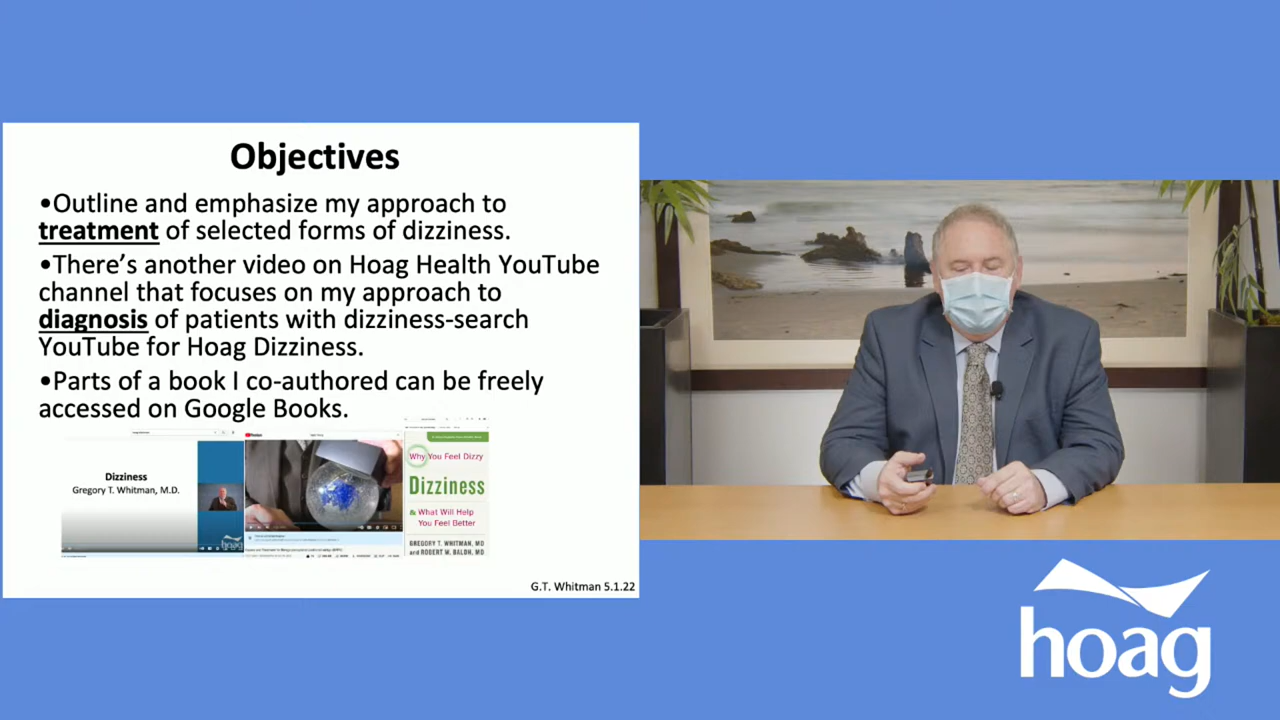 Objectives
•Outline and emphasize my approach to
treatment of selected forms of dizziness.
•There's another video on Hoag Health YouTube
channel that focuses on my approach to
diagnosis of patients with dizziness-search
YouTube for Hoag Dizziness.
•Parts of a book I co-authored can be freely
accessed on Google Books.
Dizziness
Gregory T. Whitman, M.D.
hoag
Why You Feel Dizzy
Dizziness
& What Will Help
You Feel Better
GREGORY T. WHITMAN, MD
and ROBERT W. BALOH, MD
G.T. Whitman 5.1.22
hoag